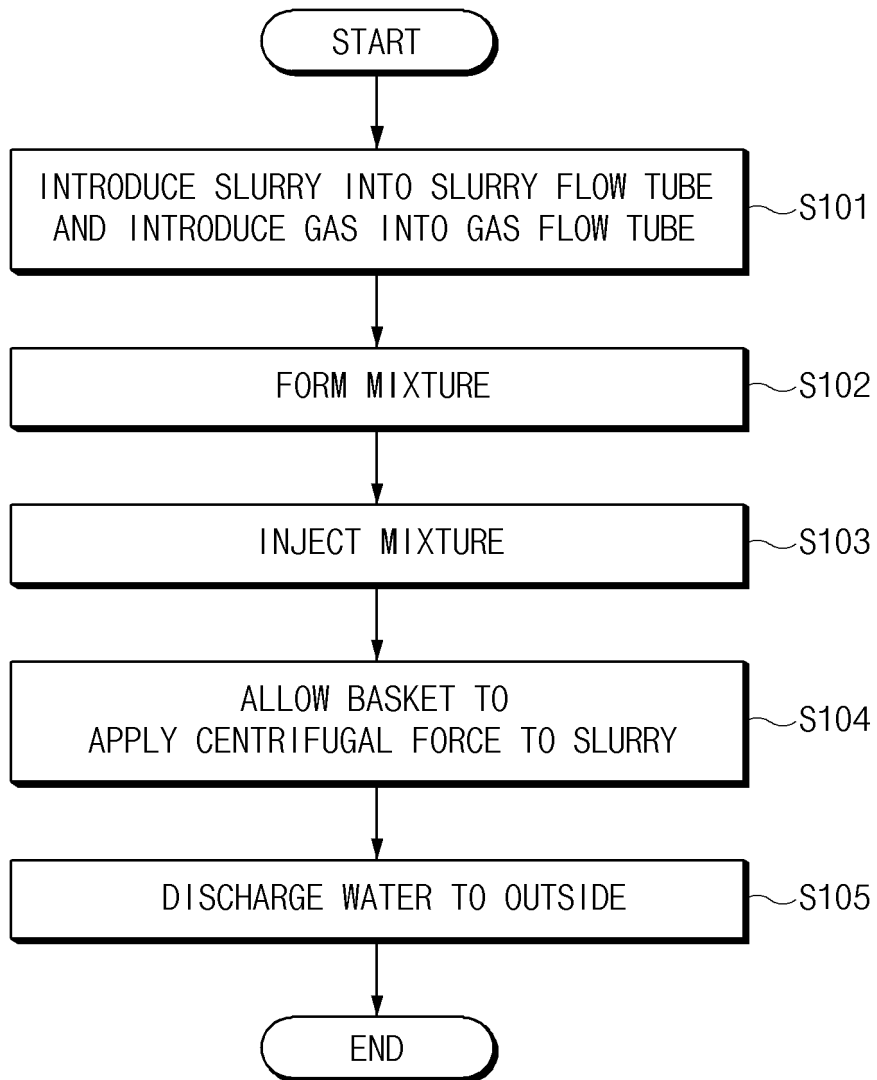 START
INTRODUCE SLURRY INTO SLURRY FLOW TUBE
AND INTRODUCE GAS INTO GAS FLOW TUBE
S101
FORM MIXTURE
S102
INJECT MIXTURE
S103
ALLOW BASKET TO
APPLY CENTRIFUGAL FORCE TO SLURRY
S104
DISCHARGE WATER TO OUTSIDE
S105
END